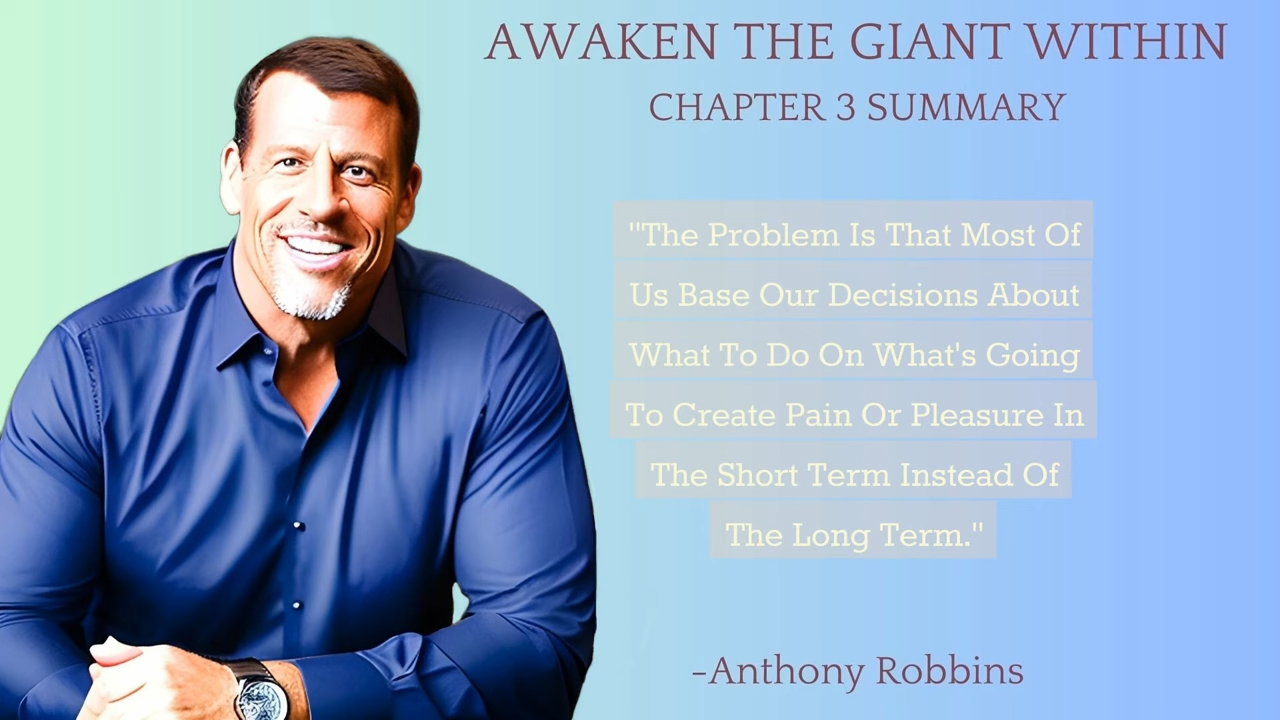 AWAKEN THE GIANT WITHIN
CHAPTER 3 SUMMARY
"The Problem Is That Most Of
Us Base Our Decisions About
What To Do On What's Going
To Create Pain Or Pleasure In
The Short Term Instead Of
The Long Term."
-Anthony Robbins